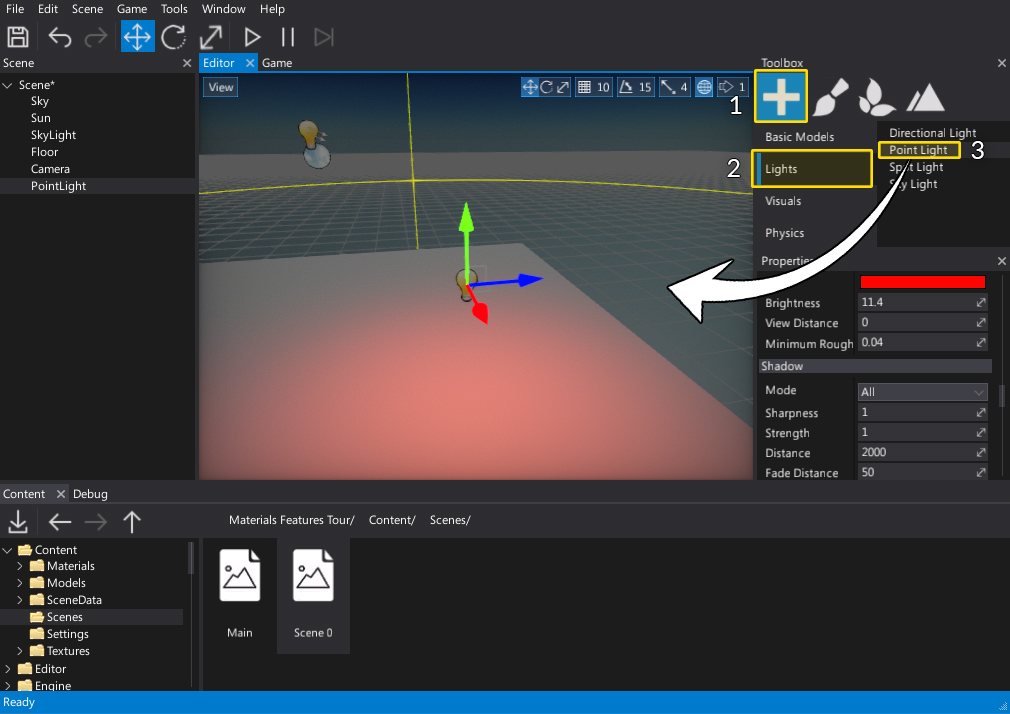 File Edit Scene Game Tools Window Help
Scene
Scene*
Sky
Sun
SkyLight
Floor
Camera
PointLight
Editor Game
View
10 15 4 1
Toolbox
1
Basic Models
2 Lights
Visuals
Physics
Directional Light
Point Light 3
Spot Light
Sky Light
Properties
Brightness 11.4
View Distance 0
Minimum Rough 0.04
Shadow
Mode All
Sharpness 1
Strength 1
Distance 2000
Fade Distance 50
Content Debug
Materials Features Tour/ Content/ Scenes/
Content
Materials
Models
SceneData
Scenes
Settings
Textures
Editor
Engine
Main
Scene 0
Ready